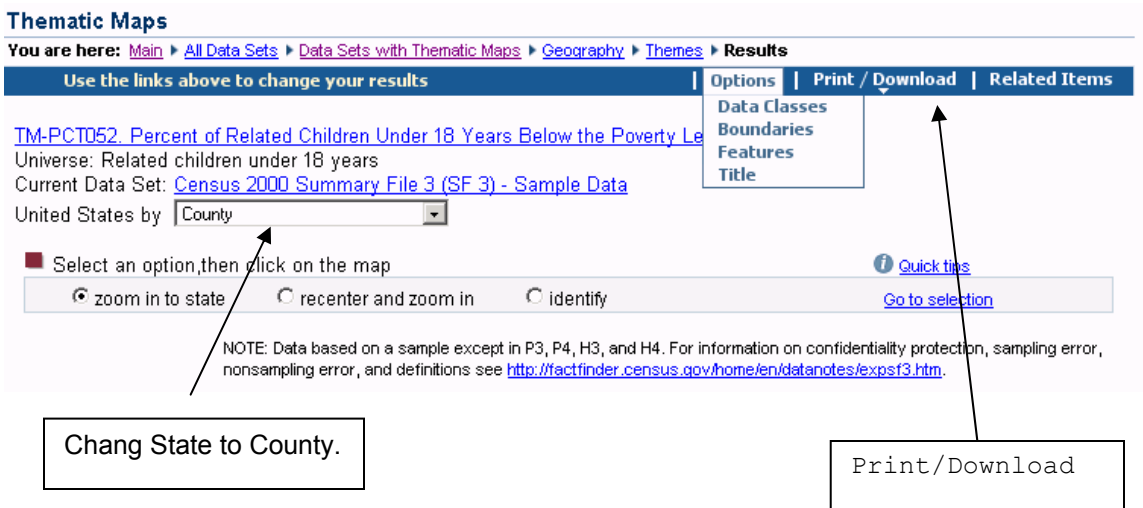 Thematic Maps
You are here: Main ▶ All Data Sets ▶ Data Sets with Thematic Maps ▶ Geography ▶ Themes ▶ Results
Use the links above to change your results | Options | Print / Download | Related Items
Data Classes
Boundaries
Features
Title
TM-PCT052. Percent of Related Children Under 18 Years Below the Poverty Le
Universe: Related children under 18 years
Current Data Set: Census 2000 Summary File 3 (SF 3) - Sample Data
United States by County
Select an option,then click on the map
Quick tips
zoom in to state recenter and zoom in identify
Go to selection
NOTE: Data based on a sample except in P3, P4, H3, and H4. For information on confidentiality protection, sampling error,
nonsampling error, and definitions see http://factfinder.census.gov/home/en/datanotes/expsf3.htm.
Chang State to County.
Print/Download